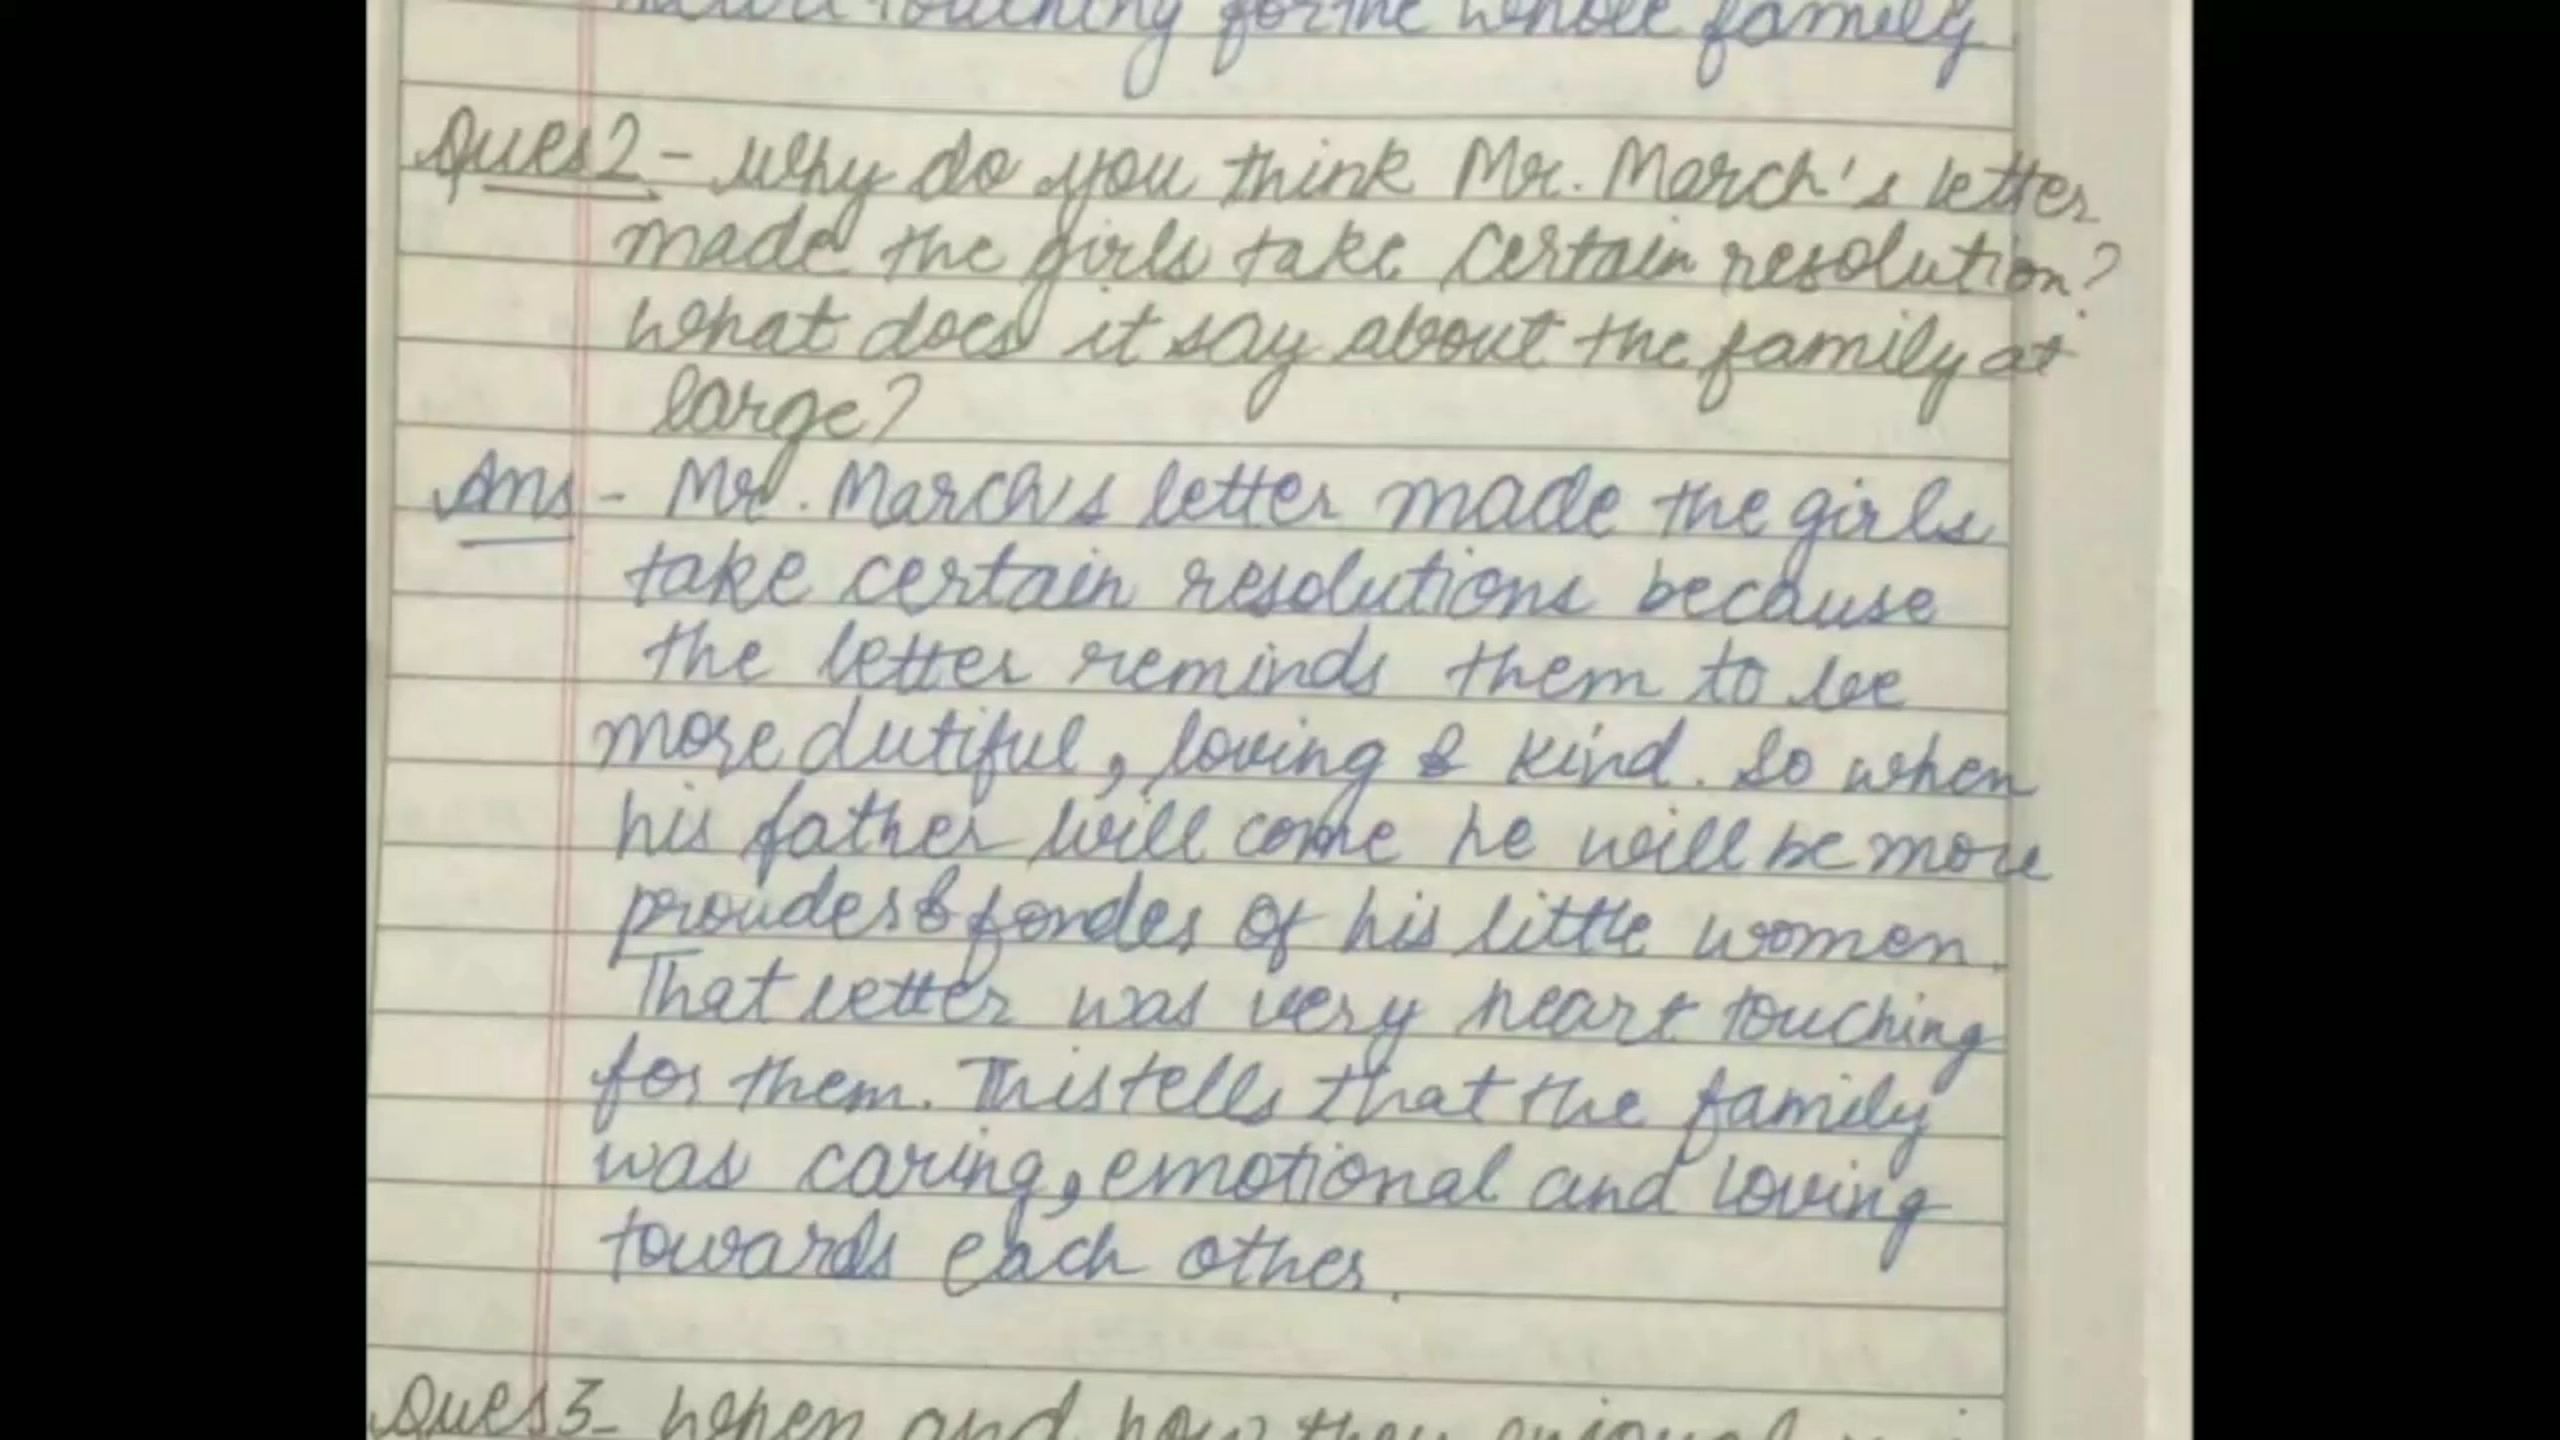 touching for the whole family
Ques2- Why do you think Mr. March's letter
made the girls take certain resolution?
What does it say about the family at
large?
Ans - Mr. March's letter made the girls
take certain resolutions because
the letter reminds them to be
more dutiful, loving & kind. So when
his father will come he will be more
prouder & fonder of his little women.
That letter was very heart touching
for them. This tells that the family
was caring, emotional and loving
towards each other.
Ques3- When and how they